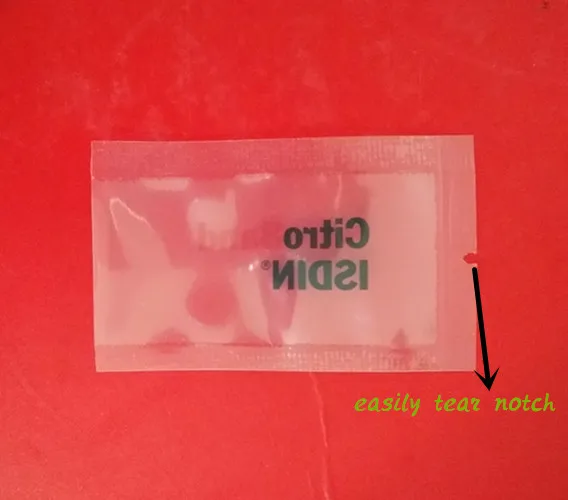 Citro
ISDIN®
easily tear notch